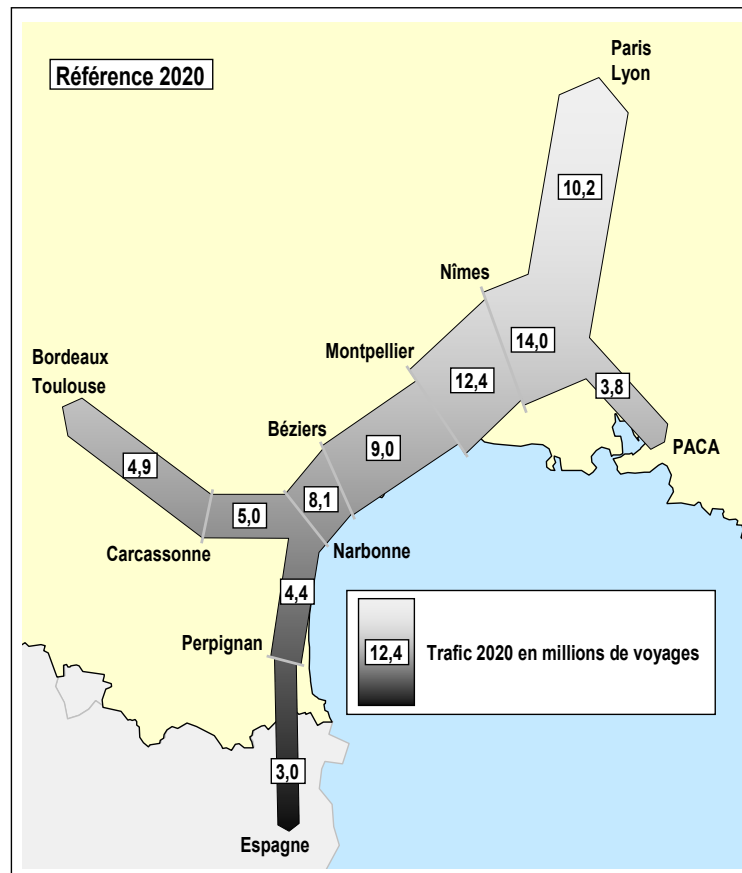 Référence 2020
Paris
Lyon
10,2
Nîmes
14,0
Montpellier
12,4
3,8
PACA
Bordeaux
Toulouse
Béziers
9,0
4,9
8,1
5,0
Carcassonne
Narbonne
4,4
Perpignan
12,4
Trafic 2020 en millions de voyages
3,0
Espagne